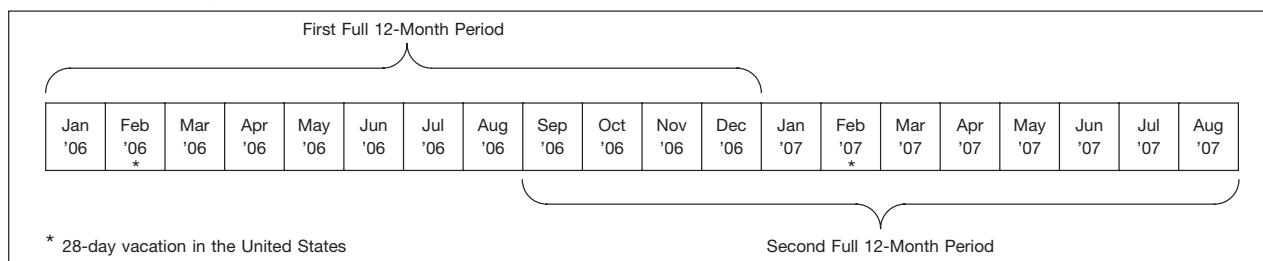 First Full 12-Month Period
Jan Feb Mar Apr May Jun Jul Aug Sep Oct Nov Dec Jan Feb Mar Apr May Jun Jul Aug
'06 '06 '06 '06 '06 '06 '06 '06 '06 '06 '06 '06 '07 '07 '07 '07 '07 '07 '07 '07
* *
* 28-day vacation in the United States
Second Full 12-Month Period